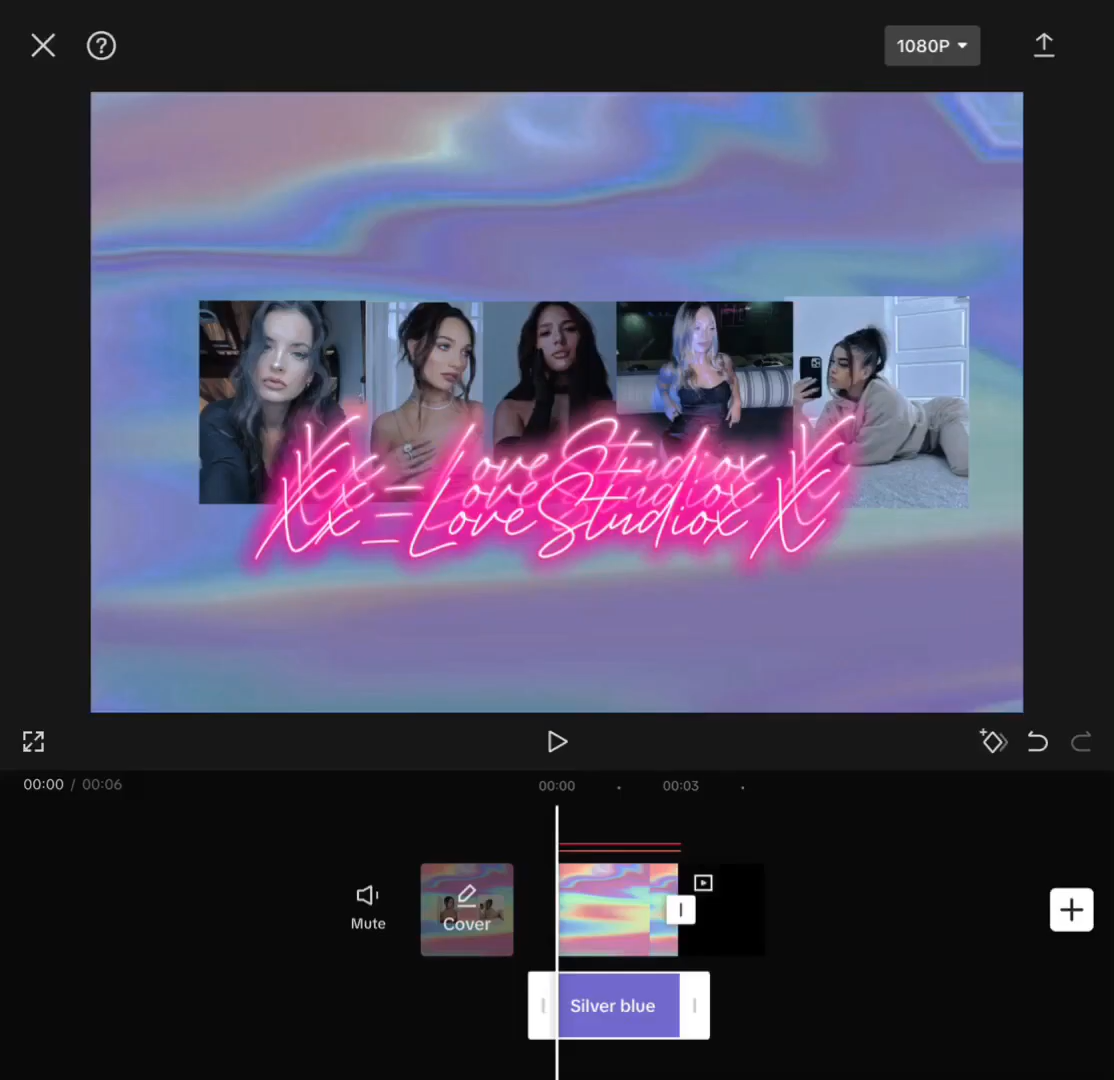 1080P
Xx_LoveStudiox X
Xx_LoveStudiox X
00:00 / 00:06
00:00
00:03
Mute
Cover
Silver blue